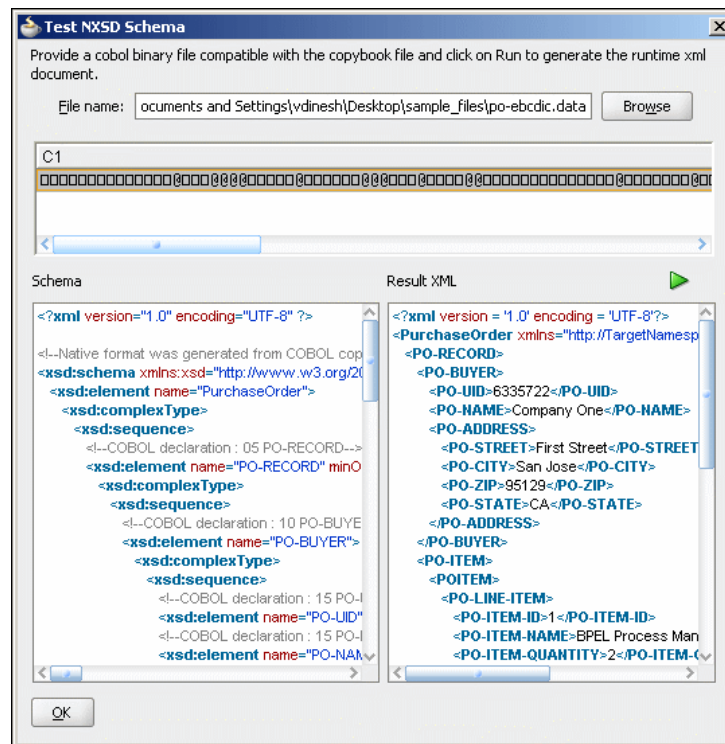 Test NXSD Schema
Provide a cobol binary file compatible with the copybook file and click on Run to generate the runtime xml
document.
File name: ocuments and Settings\vdinesh\Desktop\sample_files\po-ebcdic.data Browse
C1
Schema
<?xml version="1.0" encoding="UTF-8" ?>
<!--Native format was generated from COBOL cop
<xsd:schema xmlns:xsd="http://www.w3.org/20
<xsd:element name="PurchaseOrder">
<xsd:complexType>
<xsd:sequence>
<!--COBOL declaration : 05 PO-RECORD-->
<xsd:element name="PO-RECORD" minO
<xsd:complexType>
<xsd:sequence>
<!--COBOL declaration : 10 PO-BUYE
<xsd:element name="PO-BUYER">
<xsd:complexType>
<xsd:sequence>
<!--COBOL declaration : 15 PO-
<xsd:element name="PO-UID"
<!--COBOL declaration : 15 PO-
<xsd:element name="PO-NAM
Result XML
<?xml version = '1.0' encoding = 'UTF-8'?>
<PurchaseOrder xmlns="http://TargetNamesp
<PO-RECORD>
<PO-BUYER>
<PO-UID>6335722</PO-UID>
<PO-NAME>Company One</PO-NAME>
<PO-ADDRESS>
<PO-STREET>First Street</PO-STREET
<PO-CITY>San Jose</PO-CITY>
<PO-ZIP>95129</PO-ZIP>
<PO-STATE>CA</PO-STATE>
</PO-ADDRESS>
</PO-BUYER>
<PO-ITEM>
<POITEM>
<PO-LINE-ITEM>
<PO-ITEM-ID>1</PO-ITEM-ID>
<PO-ITEM-NAME>BPEL Process Man
<PO-ITEM-QUANTITY>2</PO-ITEM-Q
OK